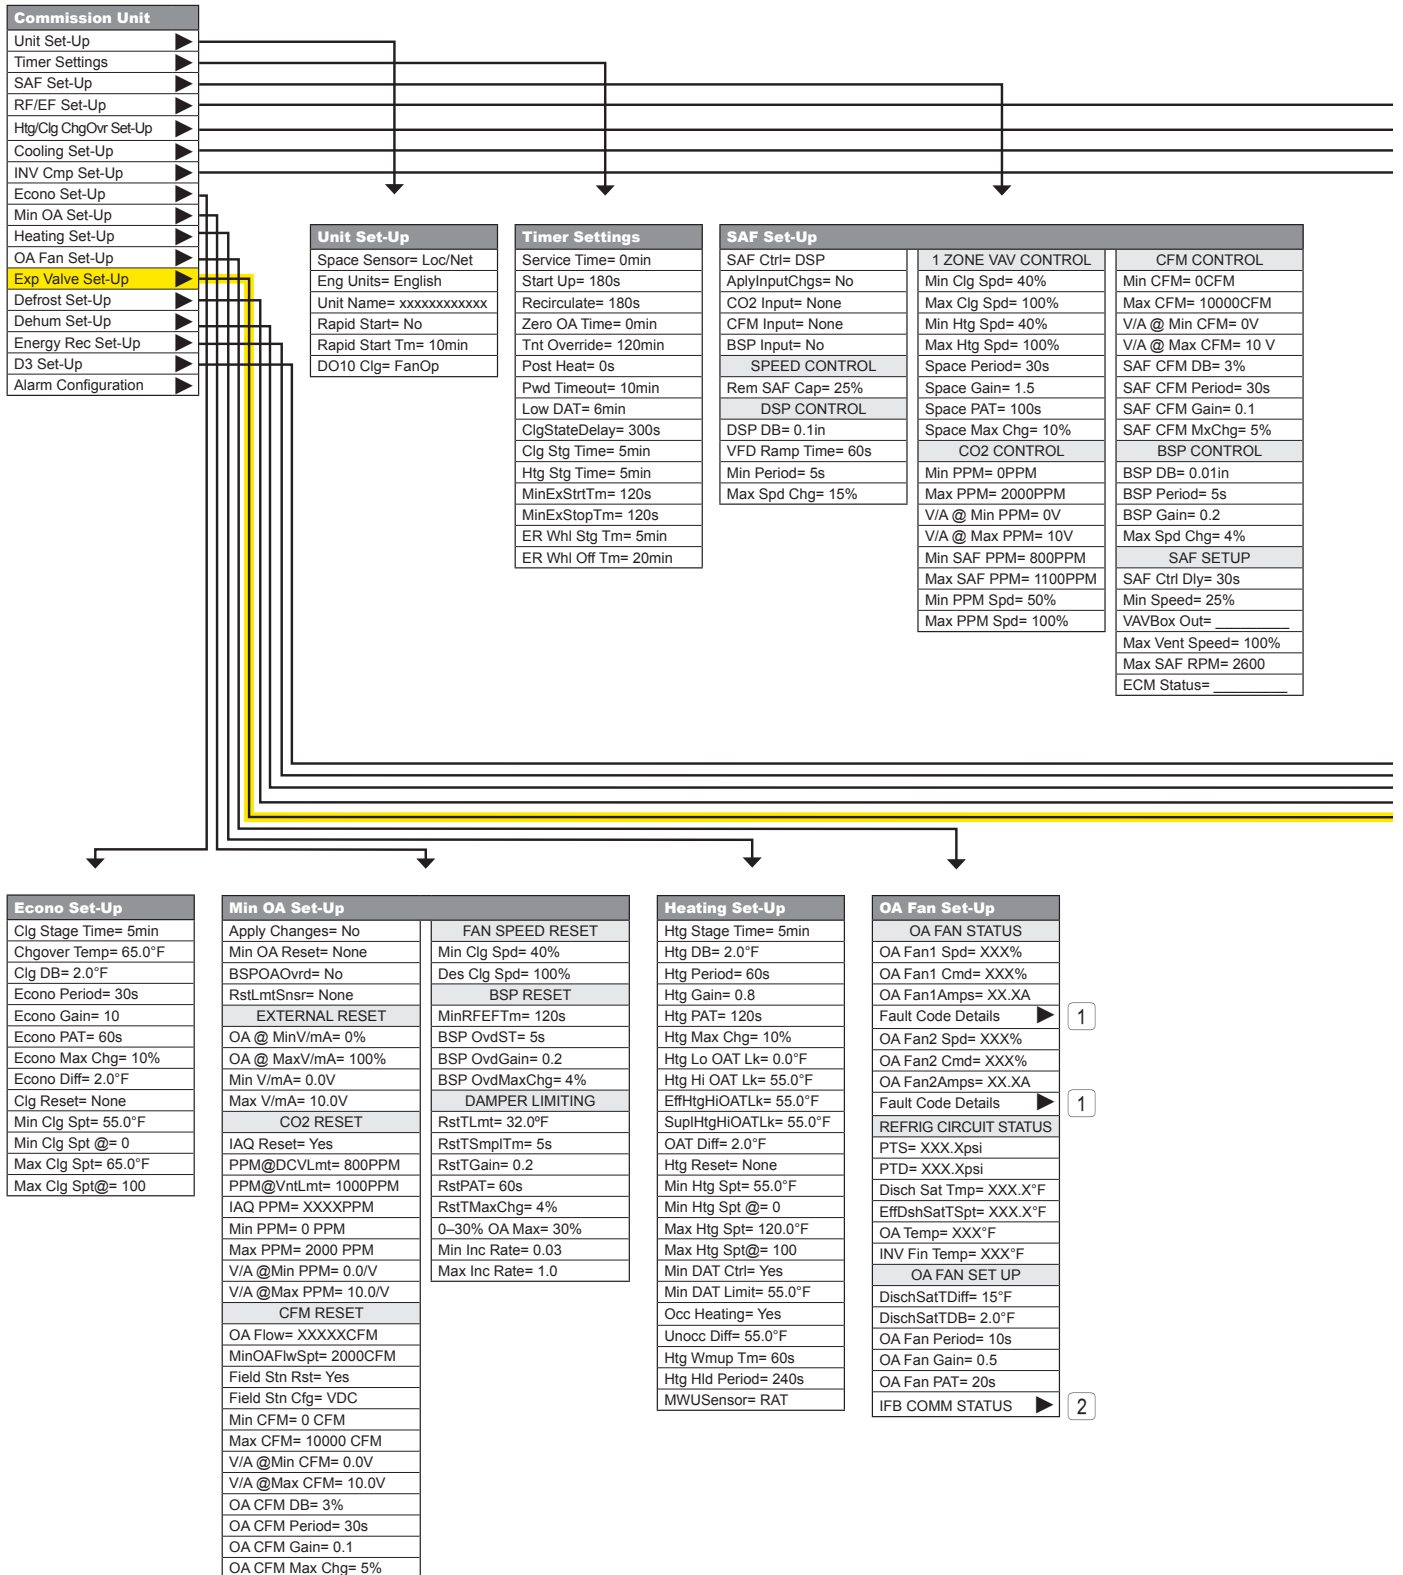 Commission Unit
Unit Set-Up
Timer Settings
SAF Set-Up
RF/EF Set-Up
Htg/Clg ChgOvr Set-Up
Cooling Set-Up
INV Cmp Set-Up
Econo Set-Up
Min OA Set-Up
Heating Set-Up
OA Fan Set-Up
Exp Valve Set-Up
Defrost Set-Up
Dehum Set-Up
Energy Rec Set-Up
D3 Set-Up
Alarm Configuration
Unit Set-Up
Space Sensor= Loc/Net
Eng Units= English
Unit Name= xxxxxxxxxxxx
Rapid Start= No
Rapid Start Tm= 10min
DO10 Clg= FanOp
Timer Settings
Service Time= 0min
Start Up= 180s
Recirculate= 180s
Zero OA Time= 0min
Tnt Override= 120min
Post Heat= 0s
Pwd Timeout= 10min
Low DAT= 6min
ClgStateDelay= 300s
Clg Stg Time= 5min
Htg Stg Time= 5min
MinExStrtTm= 120s
MinExStopTm= 120s
ER Whl Stg Tm= 5min
ER Whl Off Tm= 20min
SAF Set-Up
SAF Ctrl= DSP
AplyInputChgs= No
CO2 Input= None
CFM Input= None
BSP Input= No
SPEED CONTROL
Rem SAF Cap= 25%
DSP CONTROL
DSP DB= 0.1in
VFD Ramp Time= 60s
Min Period= 5s
Max Spd Chg= 15%
1 ZONE VAV CONTROL
Min Clg Spd= 40%
Max Clg Spd= 100%
Min Htg Spd= 40%
Max Htg Spd= 100%
Space Period= 30s
Space Gain= 1.5
Space PAT= 100s
Space Max Chg= 10%
CO2 CONTROL
Min PPM= 0PPM
Max PPM= 2000PPM
V/A @ Min PPM= 0V
V/A @ Max PPM= 10V
Min SAF PPM= 800PPM
Max SAF PPM= 1100PPM
Min PPM Spd= 50%
Max PPM Spd= 100%
CFM CONTROL
Min CFM= 0CFM
Max CFM= 10000CFM
V/A @ Min CFM= 0V
V/A @ Max CFM= 10 V
SAF CFM DB= 3%
SAF CFM Period= 30s
SAF CFM Gain= 0.1
SAF CFM MxChg= 5%
BSP CONTROL
BSP DB= 0.01in
BSP Period= 5s
BSP Gain= 0.2
Max Spd Chg= 4%
SAF SETUP
SAF Ctrl Dly= 30s
Min Speed= 25%
VAVBox Out= __________
Max Vent Speed= 100%
Max SAF RPM= 2600
ECM Status= __________
Econo Set-Up
Clg Stage Time= 5min
Chgover Temp= 65.0°F
Clg DB= 2.0°F
Econo Period= 30s
Econo Gain= 10
Econo PAT= 60s
Econo Max Chg= 10%
Econo Diff= 2.0°F
Clg Reset= None
Min Clg Spt= 55.0°F
Min Clg Spt @= 0
Max Clg Spt= 65.0°F
Max Clg Spt@= 100
Min OA Set-Up
Apply Changes= No
Min OA Reset= None
BSPOAOvrd= No
RstLmtSnsr= None
EXTERNAL RESET
OA @ MinV/mA= 0%
OA @ MaxV/mA= 100%
Min V/mA= 0.0V
Max V/mA= 10.0V
CO2 RESET
IAQ Reset= Yes
PPM@DCVLmt= 800PPM
PPM@VntLmt= 1000PPM
IAQ PPM= XXXXPPM
Min PPM= 0 PPM
Max PPM= 2000 PPM
V/A @Min PPM= 0.0/V
V/A @Max PPM= 10.0/V
CFM RESET
OA Flow= XXXXXCFM
MinOAFlwSpt= 2000CFM
Field Stn Rst= Yes
Field Stn Cfg= VDC
Min CFM= 0 CFM
Max CFM= 10000 CFM
V/A @Min CFM= 0.0V
V/A @Max CFM= 10.0V
OA CFM DB= 3%
OA CFM Period= 30s
OA CFM Gain= 0.1
OA CFM Max Chg= 5%
FAN SPEED RESET
Min Clg Spd= 40%
Des Clg Spd= 100%
BSP RESET
MinRFEFTm= 120s
BSP OvdST= 5s
BSP OvdGain= 0.2
BSP OvdMaxChg= 4%
DAMPER LIMITING
RstTLmt= 32.0ºF
RstTSmplTm= 5s
RstTGain= 0.2
RstPAT= 60s
RstTMaxChg= 4%
0–30% OA Max= 30%
Min Inc Rate= 0.03
Max Inc Rate= 1.0
Heating Set-Up
Htg Stage Time= 5min
Htg DB= 2.0°F
Htg Period= 60s
Htg Gain= 0.8
Htg PAT= 120s
Htg Max Chg= 10%
Htg Lo OAT Lk= 0.0°F
Htg Hi OAT Lk= 55.0°F
EffHtgHiOATLk= 55.0°F
SuplHtgHiOATLk= 55.0°F
OAT Diff= 2.0°F
Htg Reset= None
Min Htg Spt= 55.0°F
Min Htg Spt @= 0
Max Htg Spt= 120.0°F
Max Htg Spt@= 100
Min DAT Ctrl= Yes
Min DAT Limit= 55.0°F
Occ Heating= Yes
Unocc Diff= 55.0°F
Htg Wmup Tm= 60s
Htg Hld Period= 240s
MWUSensor= RAT
OA Fan Set-Up
OA FAN STATUS
OA Fan1 Spd= XXX%
OA Fan1 Cmd= XXX%
OA Fan1Amps= XX.XA
Fault Code Details 1
OA Fan2 Spd= XXX%
OA Fan2 Cmd= XXX%
OA Fan2Amps= XX.XA
Fault Code Details 1
REFRIG CIRCUIT STATUS
PTS= XXX.Xpsi
PTD= XXX.Xpsi
Disch Sat Tmp= XXX.X°F
EffDshSatTSpt= XXX.X°F
OA Temp= XXX°F
INV Fin Temp= XXX°F
OA FAN SET UP
DischSatTDiff= 15°F
DischSatTDB= 2.0°F
OA Fan Period= 10s
OA Fan Gain= 0.5
OA Fan PAT= 20s
IFB COMM STATUS 2